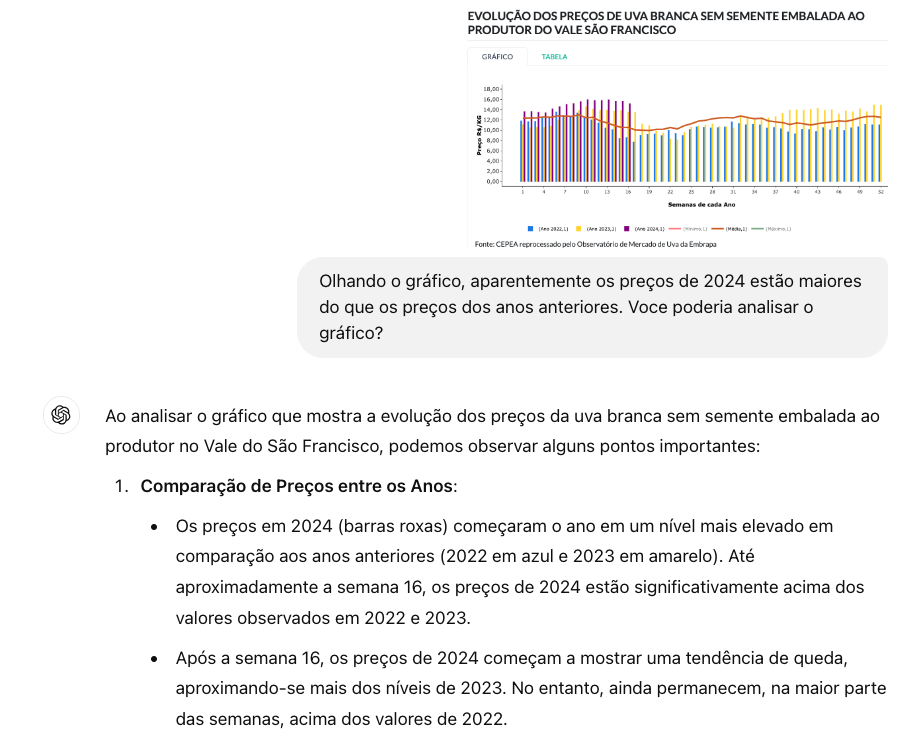 EVOLUÇÃO DOS PREÇOS DE UVA BRANCA SEM SEMENTE EMBALADA AO
PRODUTOR DO VALE SÃO FRANCISCO
GRÁFICO TABELA
18,00
16,00
14,00
12,00
10,00
8,00
6,00
4,00
2,00
0,00
Preço R$/KG
1 4 7 10 13 16 19 22 25 28 31 34 37 40 43 46 49 52
Semanas de cada Ano
(Ano 2022,1) (Ano 2023,1) (Ano 2024,1) (Mínimo,1) (Média,1) (Máximo,1)
Fonte: CEPEA reprocessado pelo Observatório de Mercado de Uva da Embrapa
Olhando o gráfico, aparentemente os preços de 2024 estão maiores
do que os preços dos anos anteriores. Voce poderia analisar o
gráfico?
Ao analisar o gráfico que mostra a evolução dos preços da uva branca sem semente embalada ao
produtor no Vale do São Francisco, podemos observar alguns pontos importantes:
1. Comparação de Preços entre os Anos:
• Os preços em 2024 (barras roxas) começaram o ano em um nível mais elevado em
comparação aos anos anteriores (2022 em azul e 2023 em amarelo). Até
aproximadamente a semana 16, os preços de 2024 estão significativamente acima dos
valores observados em 2022 e 2023.
• Após a semana 16, os preços de 2024 começam a mostrar uma tendência de queda,
aproximando-se mais dos níveis de 2023. No entanto, ainda permanecem, na maior parte
das semanas, acima dos valores de 2022.